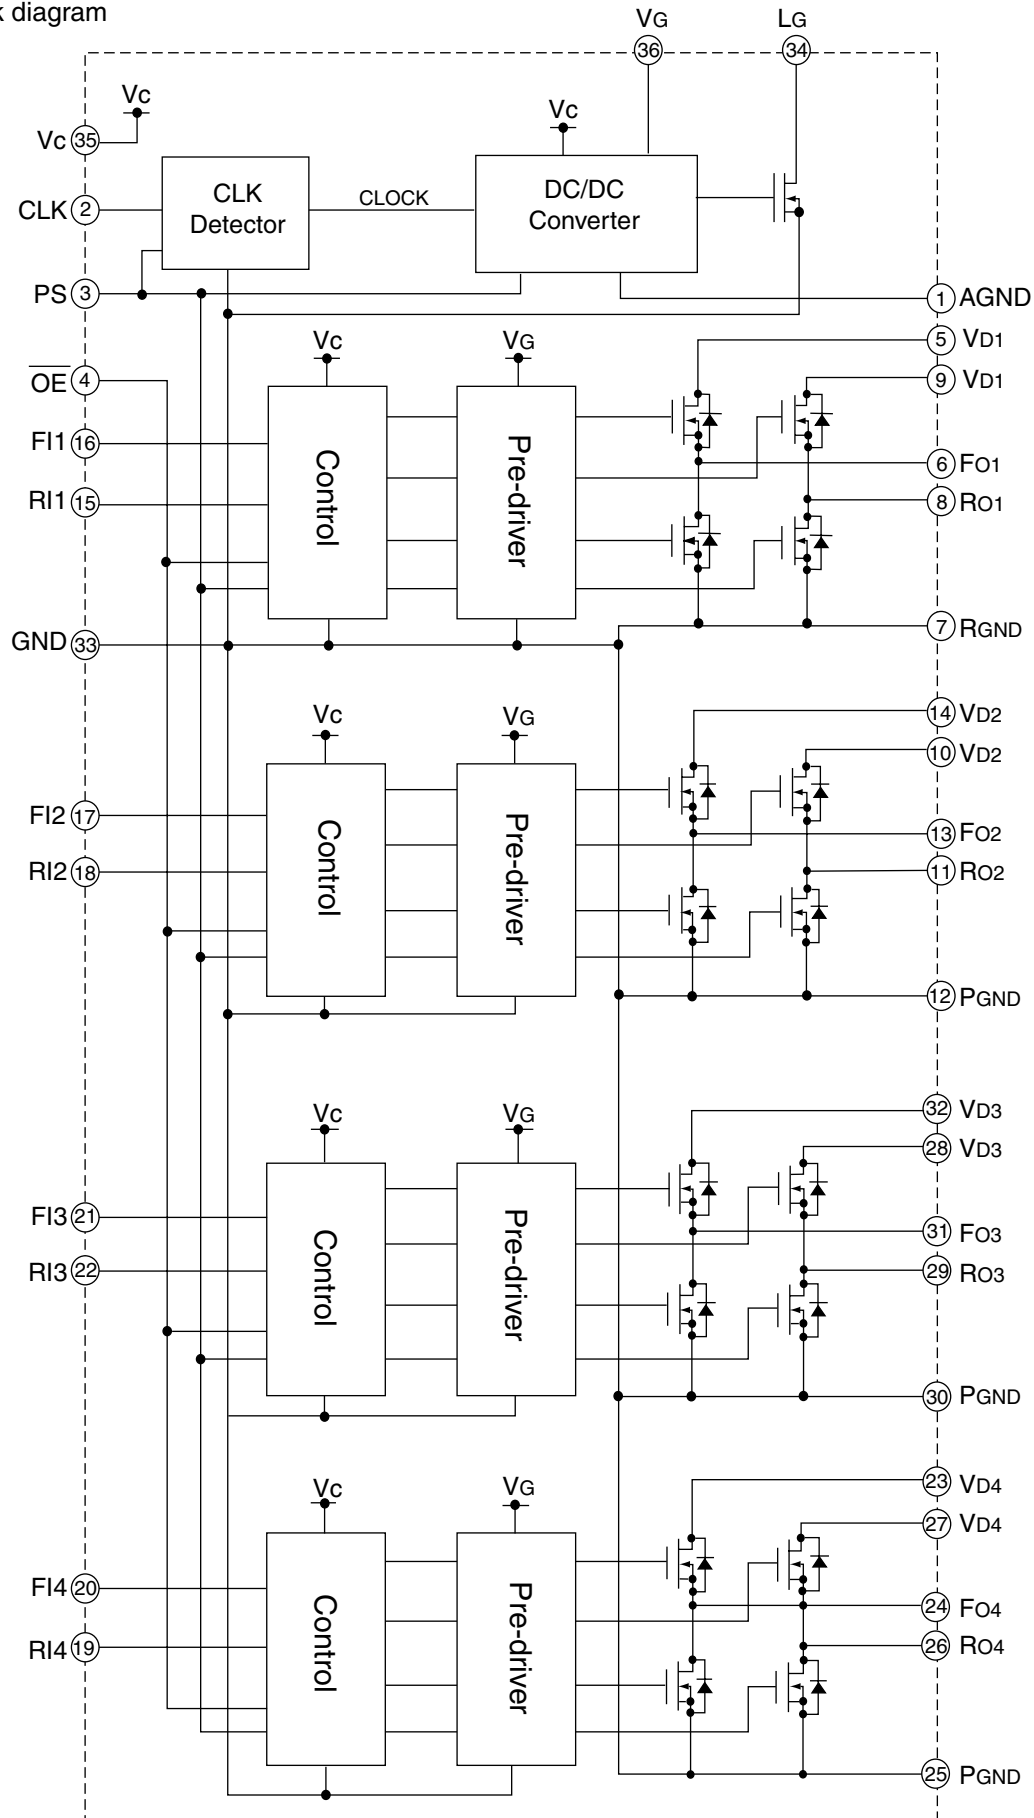 k diagram
VG LG
36 34
Vc
Vc
Vc 35
CLK 2
CLK
Detector
CLOCK
DC/DC
Converter
PS 3
1 AGND
5 VD1
Vc VG
OE 4
9 VD1
FI1 16
6 FO1
RI1 15
8 RO1
Control
Pre-driver
7 RGND
GND 33
Vc VG
14 VD2
10 VD2
FI2 17
13 FO2
RI2 18
11 RO2
Control
Pre-driver
12 PGND
Vc VG
32 VD3
28 VD3
FI3 21
31 FO3
RI3 22
29 RO3
Control
Pre-driver
30 PGND
Vc VG
23 VD4
27 VD4
FI4 20
24 FO4
RI4 19
26 RO4
Control
Pre-driver
25 PGND